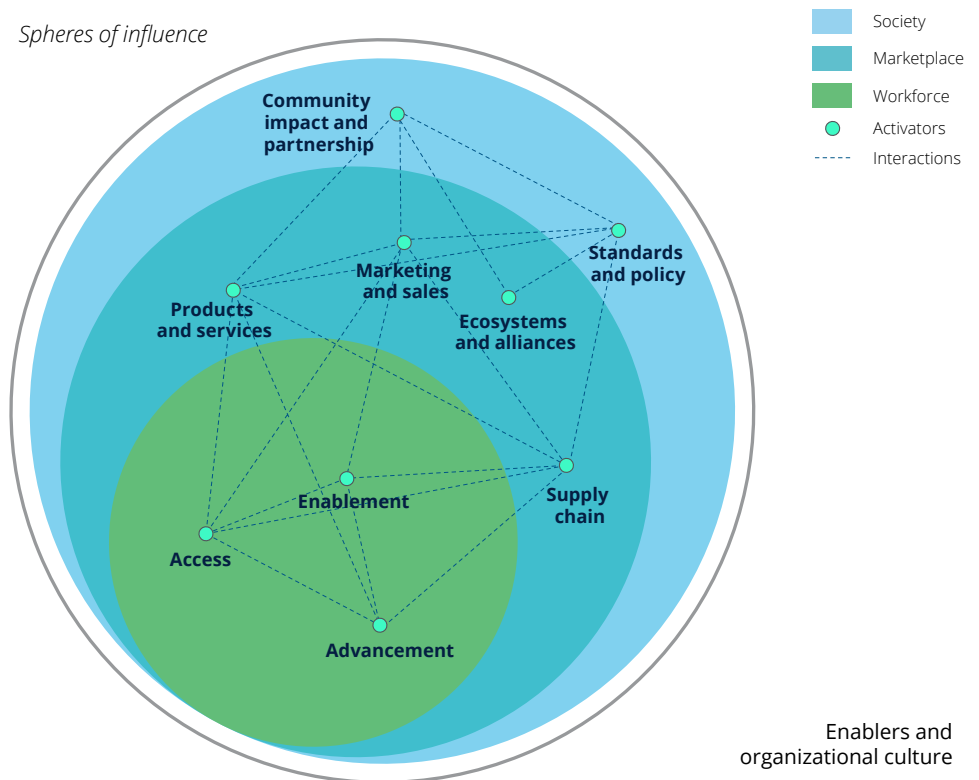 Spheres of influence
Society
Marketplace
Workforce
Activators
Interactions
Community
impact and
partnership
Standards
and policy
Marketing
and sales
Products
and services
Ecosystems
and alliances
Enablement
Supply
chain
Access
Advancement
Enablers and
organizational culture